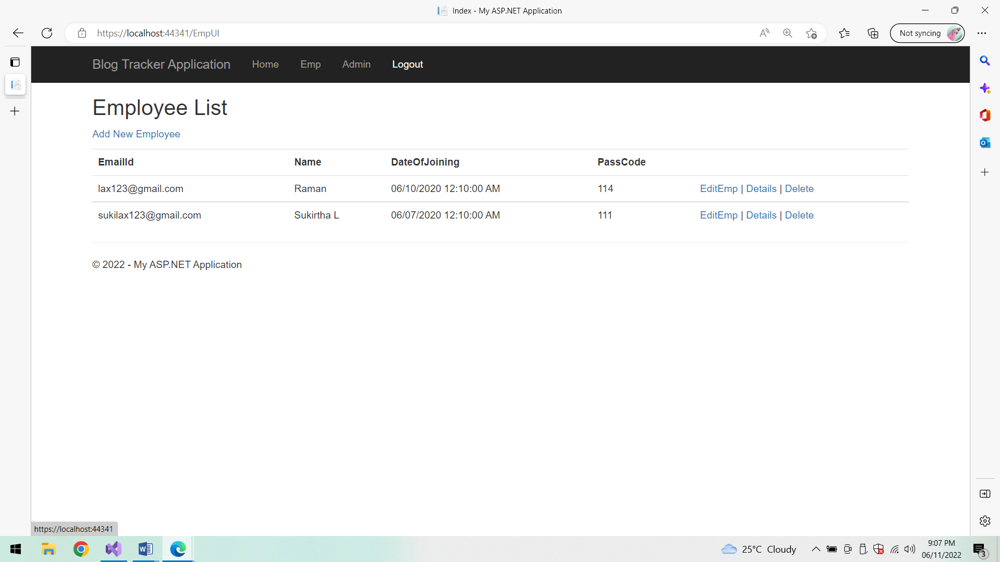 Index - My ASP.NET Application
https://localhost:44341/EmpUI
Not syncing
Blog Tracker Application Home Emp Admin Logout
Employee List
Add New Employee
EmailId Name DateOfJoining PassCode
lax123@gmail.com Raman 06/10/2020 12:10:00 AM 114 EditEmp | Details | Delete
sukilax123@gmail.com Sukirtha L 06/07/2020 12:10:00 AM 111 EditEmp | Details | Delete
© 2022 - My ASP.NET Application
https://localhost:44341
25°C Cloudy
9:07 PM
06/11/2022
3